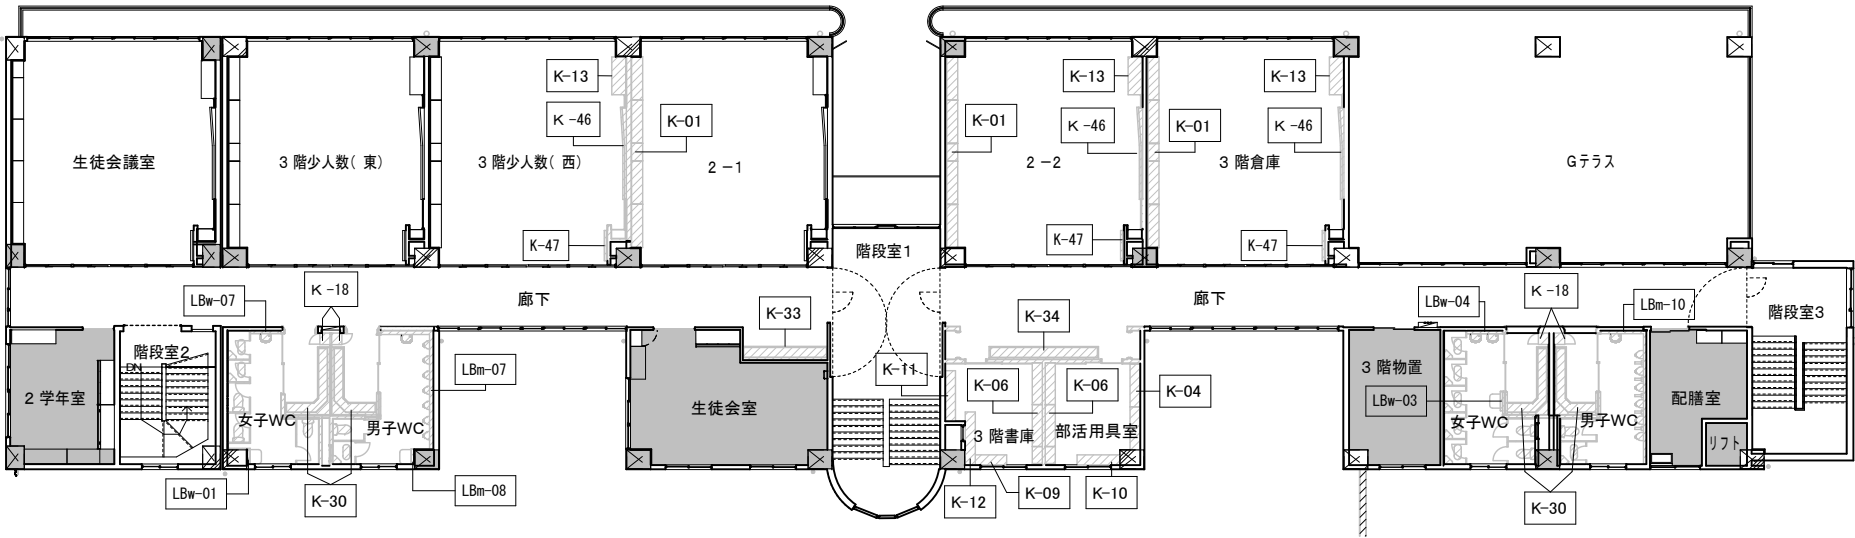 K-13
K-13
K-13
K-46
K-01
K-01
K-46
K-01
K-46
生徒会議室
3階少人数(東)
3階少人数(西)
2-1
2-2
3階倉庫
Gテラス
K-47
K-47
K-47
階段室1
LBw-07
K-18
廊下
廊下
LBw-04
K-18
LBm-10
階段室3
K-33
K-34
階段室2
DN
LBm-07
K-11
K-06
K-06
K-04
3階物置
LBw-03
2学年室
女子WC
男子WC
生徒会室
3階書庫
部活用具室
女子WC
男子WC
配膳室
リフト
LBw-01
K-30
LBm-08
K-12
K-09
K-10
K-30